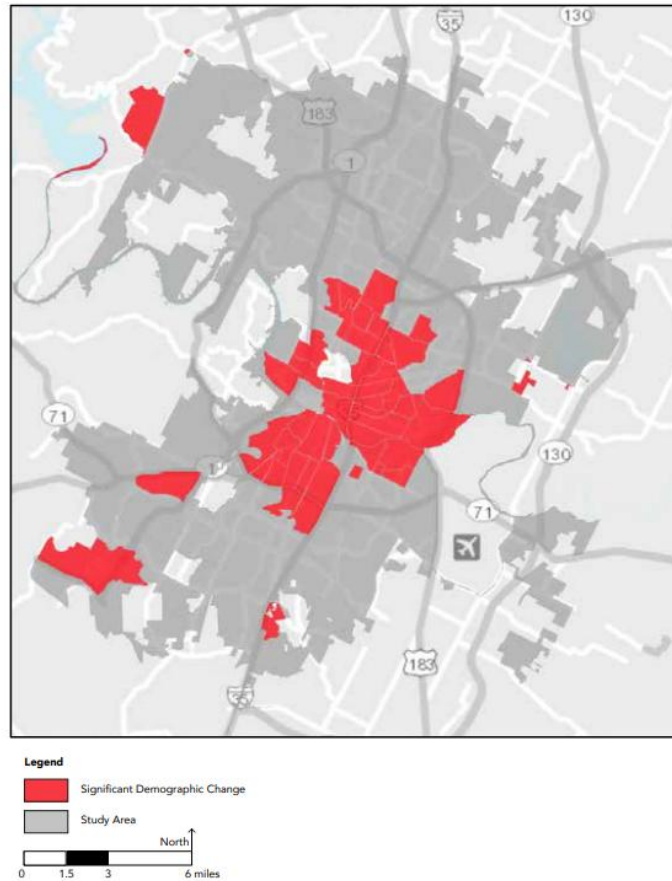 35
130
183
1
71
1
130
71
183
35
Legend
Significant Demographic Change
Study Area
North
0 1.5 3 6 miles